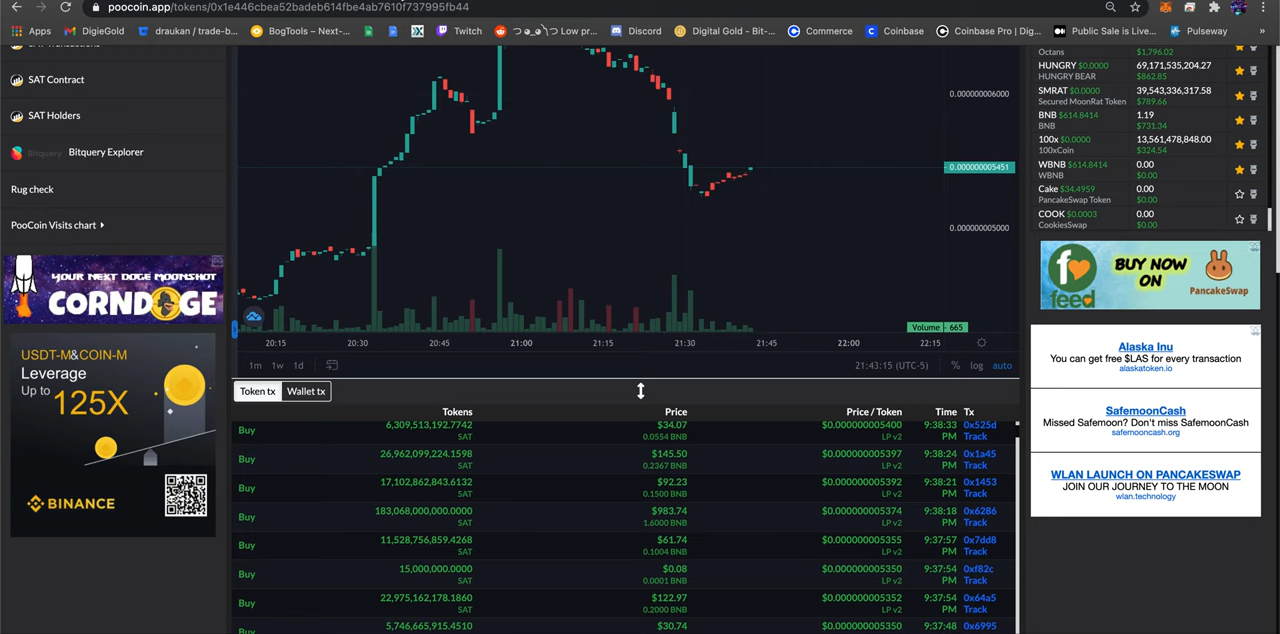 poocoin.app/tokens/0x1e446cbea52badeb614fbe4ab7610f737995fb44
Apps
DigieGold
draukan / trade-b...
BogTools – Next-...
Twitch
Low pr...
Discord
Digital Gold - Bit-...
Commerce
Coinbase
Coinbase Pro | Dig...
Public Sale is Live...
Pulseway
»
SAT Contract
SAT Holders
Bitquery Bitquery Explorer
Rug check
PooCoin Visits chart
YOUR NEXT DOGE MOONSHOT
CORNDOGE
USDT-M&COIN-M
Leverage
Up to 125X
BINANCE
0.000000006000
0.000000005451
0.000000005000
Volume 665
20:15 20:30 20:45 21:00 21:15 21:30 21:45 22:00 22:15
1m 1w 1d 21:43:15 (UTC-5) % log auto
Token tx Wallet tx
Tokens Price Price / Token Time Tx
Buy 6,309,513,192.7742 $34.07 $0.000000005400 9:38:33 0x525d
SAT 0.0554 BNB LP v2 PM Track
Buy 26,962,099,224.1598 $145.50 $0.000000005397 9:38:24 0x1a45
SAT 0.2367 BNB LP v2 PM Track
Buy 17,102,862,843.6132 $92.23 $0.000000005392 9:38:21 0x1453
SAT 0.1500 BNB LP v2 PM Track
Buy 183,068,000,000.0000 $983.74 $0.000000005374 9:38:18 0x6286
SAT 1.6000 BNB LP v2 PM Track
Buy 11,528,756,859.4268 $61.74 $0.000000005355 9:37:57 0x7dd8
SAT 0.1004 BNB LP v2 PM Track
Buy 15,000,000.0000 $0.08 $0.000000005350 9:37:54 0xf82c
SAT 0.0001 BNB LP v2 PM Track
Buy 22,975,162,178.1860 $122.97 $0.000000005352 9:37:54 0x64a5
SAT 0.2000 BNB LP v2 PM Track
Buy 5,746,665,915.4510 $30.74 $0.000000005350 9:37:48 0x6995
Octans $1,796.02
HUNGRY $0.0000 69,171,535,204.27
HUNGRY BEAR $862.85
SMRAT $0.0000 39,543,336,317.58
Secured MoonRat Token $789.66
BNB $614.8414 1.19
BNB $731.34
100x $0.0000 13,561,478,848.00
100xCoin $324.54
WBNB $614.8414 0.00
WBNB $0.00
Cake $34.4959 0.00
PancakeSwap Token $0.00
COOK $0.0003 0.00
CookiesSwap $0.00
feed
BUY NOW
ON
PancakeSwap
Alaska Inu
You can get free $LAS for every transaction
alaskatoken.io
SafemoonCash
Missed Safemoon? Don't miss SafemoonCash
safemooncash.org
WLAN LAUNCH ON PANCAKESWAP
JOIN OUR JOURNEY TO THE MOON
wlan.technology